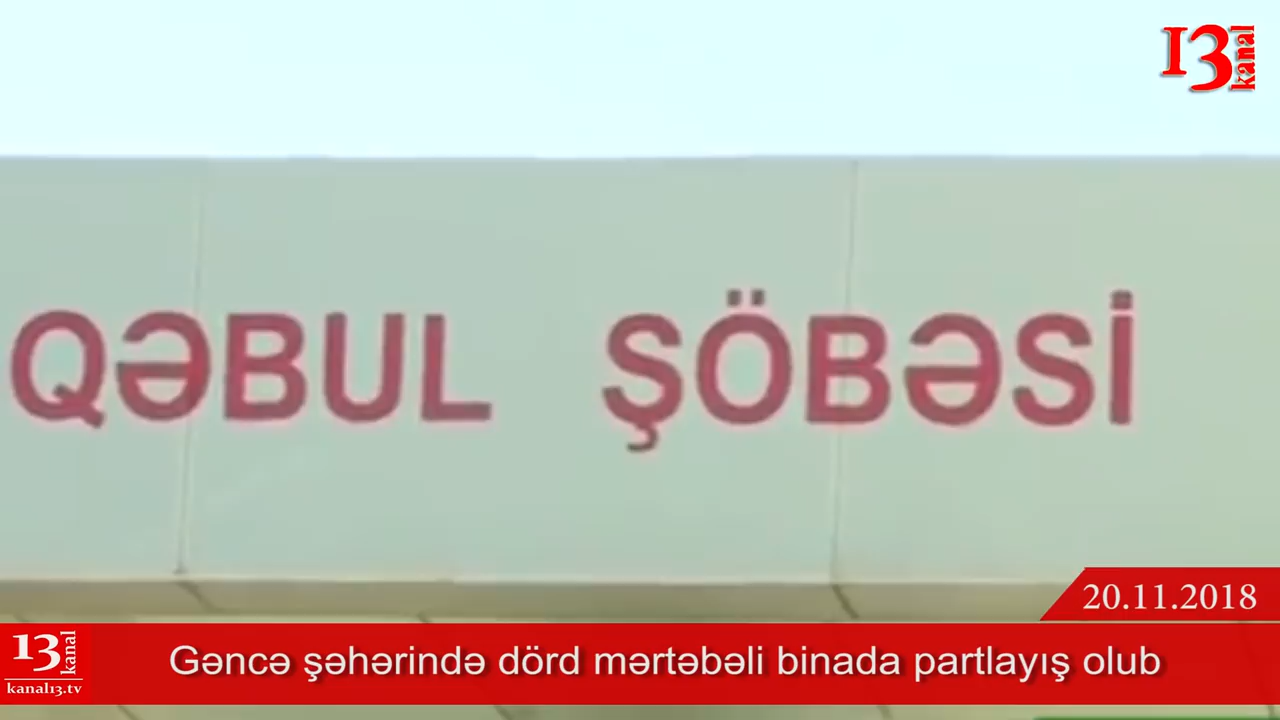 13 kanal
QƏBUL ŞÖBƏSİ
20.11.2018
13 kanal
kanal13.tv
Gəncə şəhərində dörd mərtəbəli binada partlayış olub